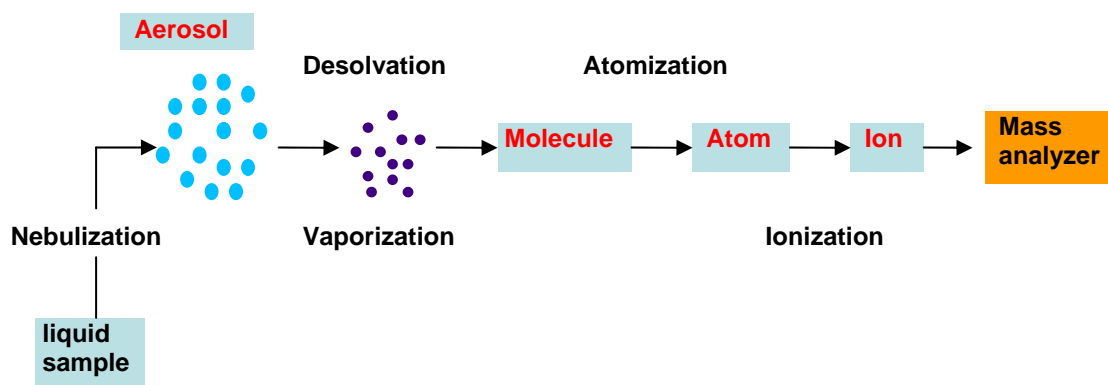 Aerosol
Desolvation
Atomization
Molecule
Atom
Ion
Mass
analyzer
Nebulization
Vaporization
Ionization
liquid
sample